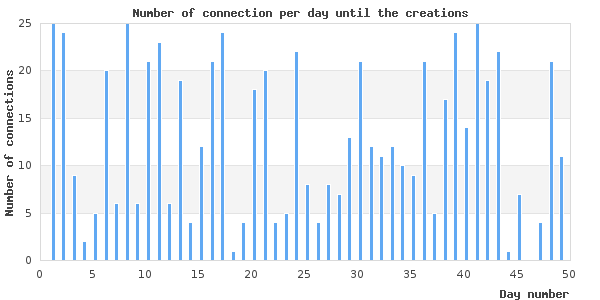 Number of connection per day until the creations
Number of connections
25
20
15
10
5
0
0 5 10 15 20 25 30 35 40 45 50
Day number